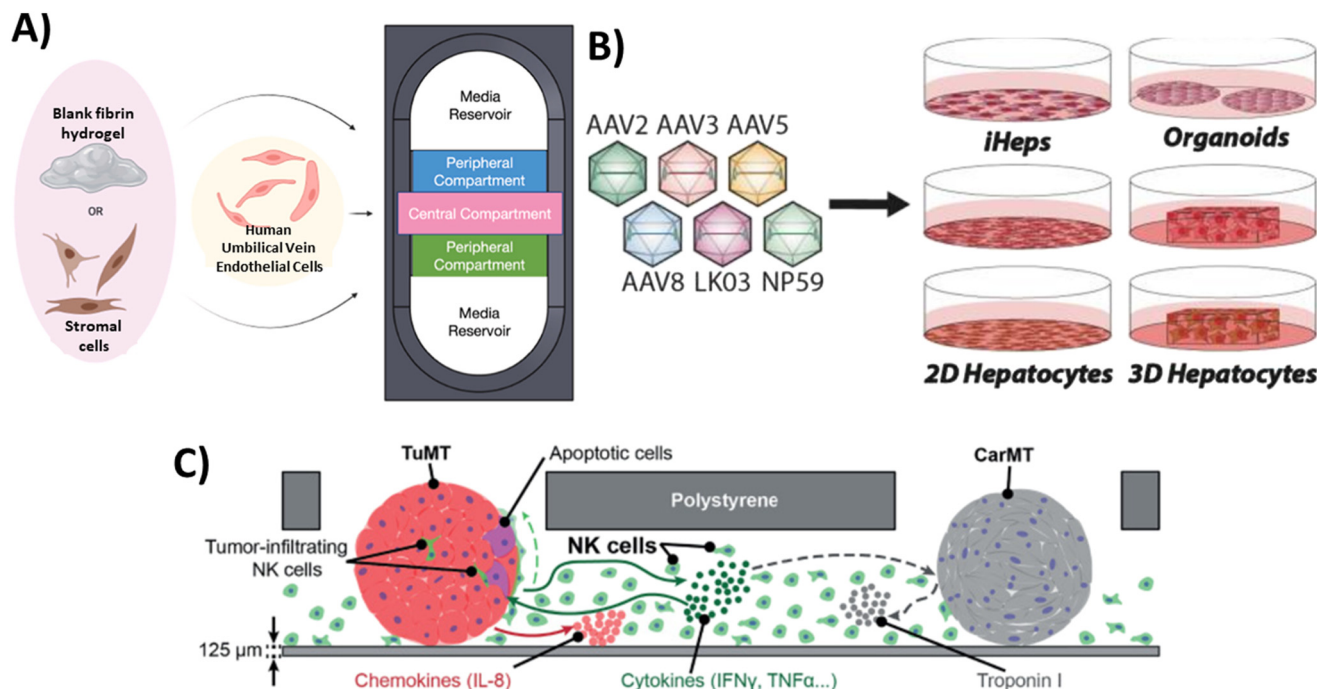 A)
Blank fibrin
hydrogel
OR
Stromal
cells
Human
Umbilical Vein
Endothelial Cells
Media
Reservoir
Peripheral
Compartment
Central Compartment
Peripheral
Compartment
Media
Reservoir
B)
AAV2 AAV3 AAV5
AAV8 LK03 NP59
iHeps
Organoids
2D Hepatocytes
3D Hepatocytes
C)
TuMT
Apoptotic cells
CarMT
Polystyrene
Tumor-infiltrating
NK cells
NK cells
125 µm
Chemokines (IL-8)
Cytokines (IFNγ, TNFα...)
Troponin I